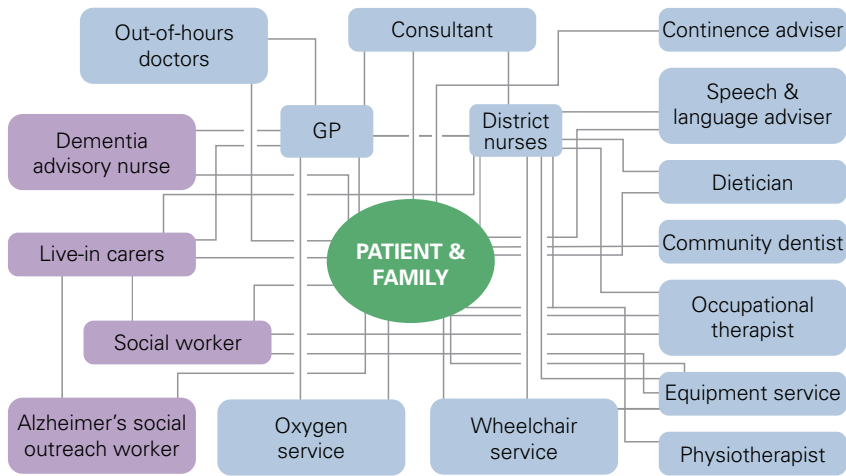 Out-of-hours
doctors
Consultant
Continence adviser
Speech &
language adviser
Dementia
advisory nurse
GP
District
nurses
Dietician
Live-in carers
PATIENT &
FAMILY
Community dentist
Occupational
therapist
Social worker
Equipment service
Alzheimer's social
outreach worker
Oxygen
service
Wheelchair
service
Physiotherapist